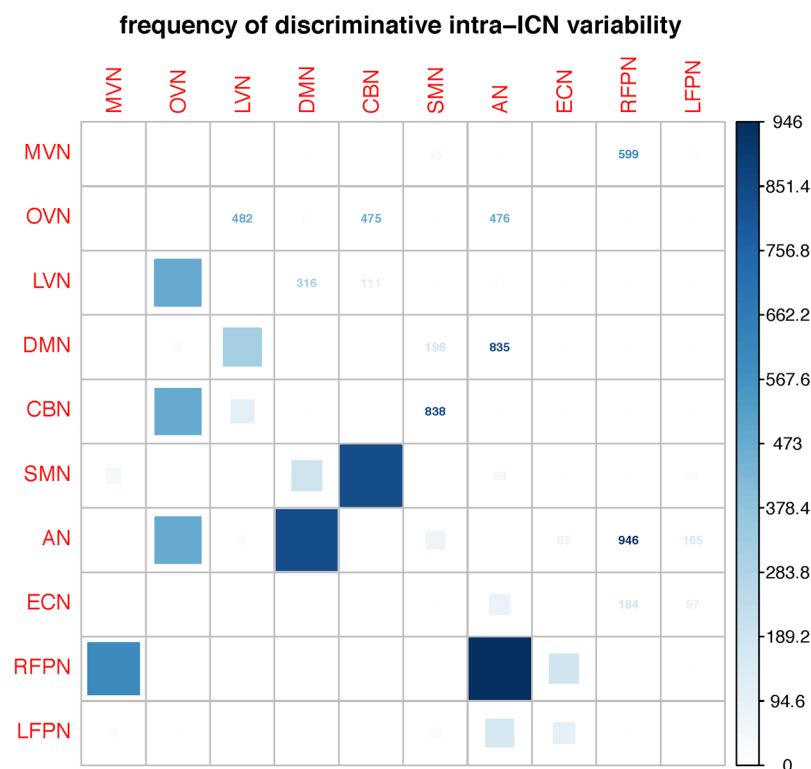 frequency of discriminative intra−ICN variability
MVN OVN LVN DMN CBN SMN AN ECN RFPN LFPN
946
MVN 45 599
851.4
OVN 482 475 476
756.8
LVN 316 111
662.2
DMN 196 835
567.6
CBN 838
473
SMN 68
378.4
AN 85 946 165
283.8
ECN 184 97
189.2
RFPN
94.6
LFPN
0